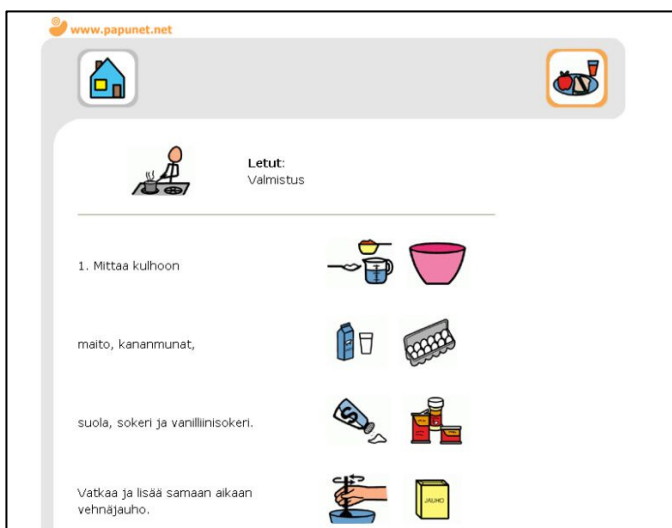 www.papunet.net
Letut:
Valmistus
1. Mittaa kulhoon
maito, kananmunat,
suola, sokeri ja vanilliinisokeri.
Vatkaa ja lisää samaan aikaan
vehnäjauho.
JAUHO